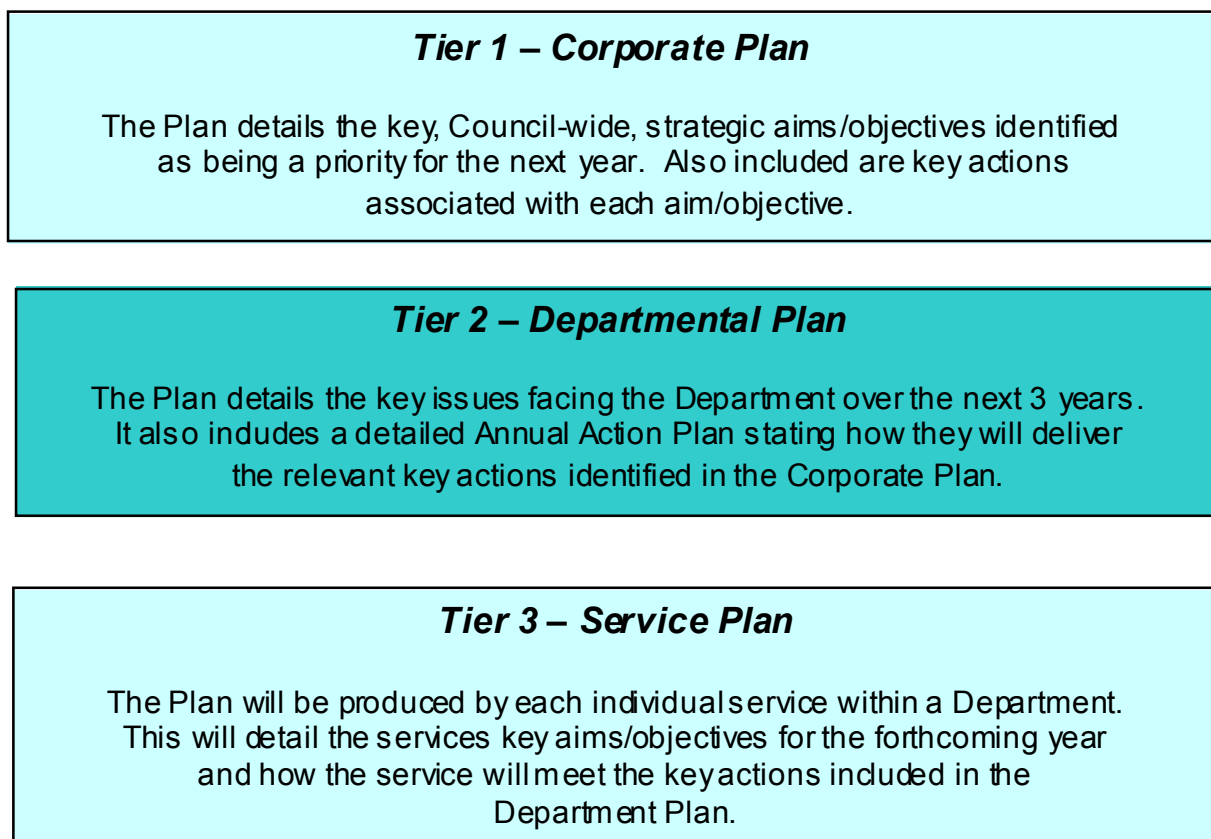 Tier 1 – Corporate Plan
The Plan details the key, Council-wide, strategic aims/objectives identified
as being a priority for the next year.  Also included are key actions
associated with each aim/objective.
Tier 2 – Departmental Plan
The Plan details the key issues facing the Department over the next 3 years.
It also includes a detailed Annual Action Plan stating how they will deliver
the relevant key actions identified in the Corporate Plan.
Tier 3 – Service Plan
The Plan will be produced by each individual service within a Department.
This will detail the services key aims/objectives for the forthcoming year
and how the service will meet the key actions included in the
Department Plan.